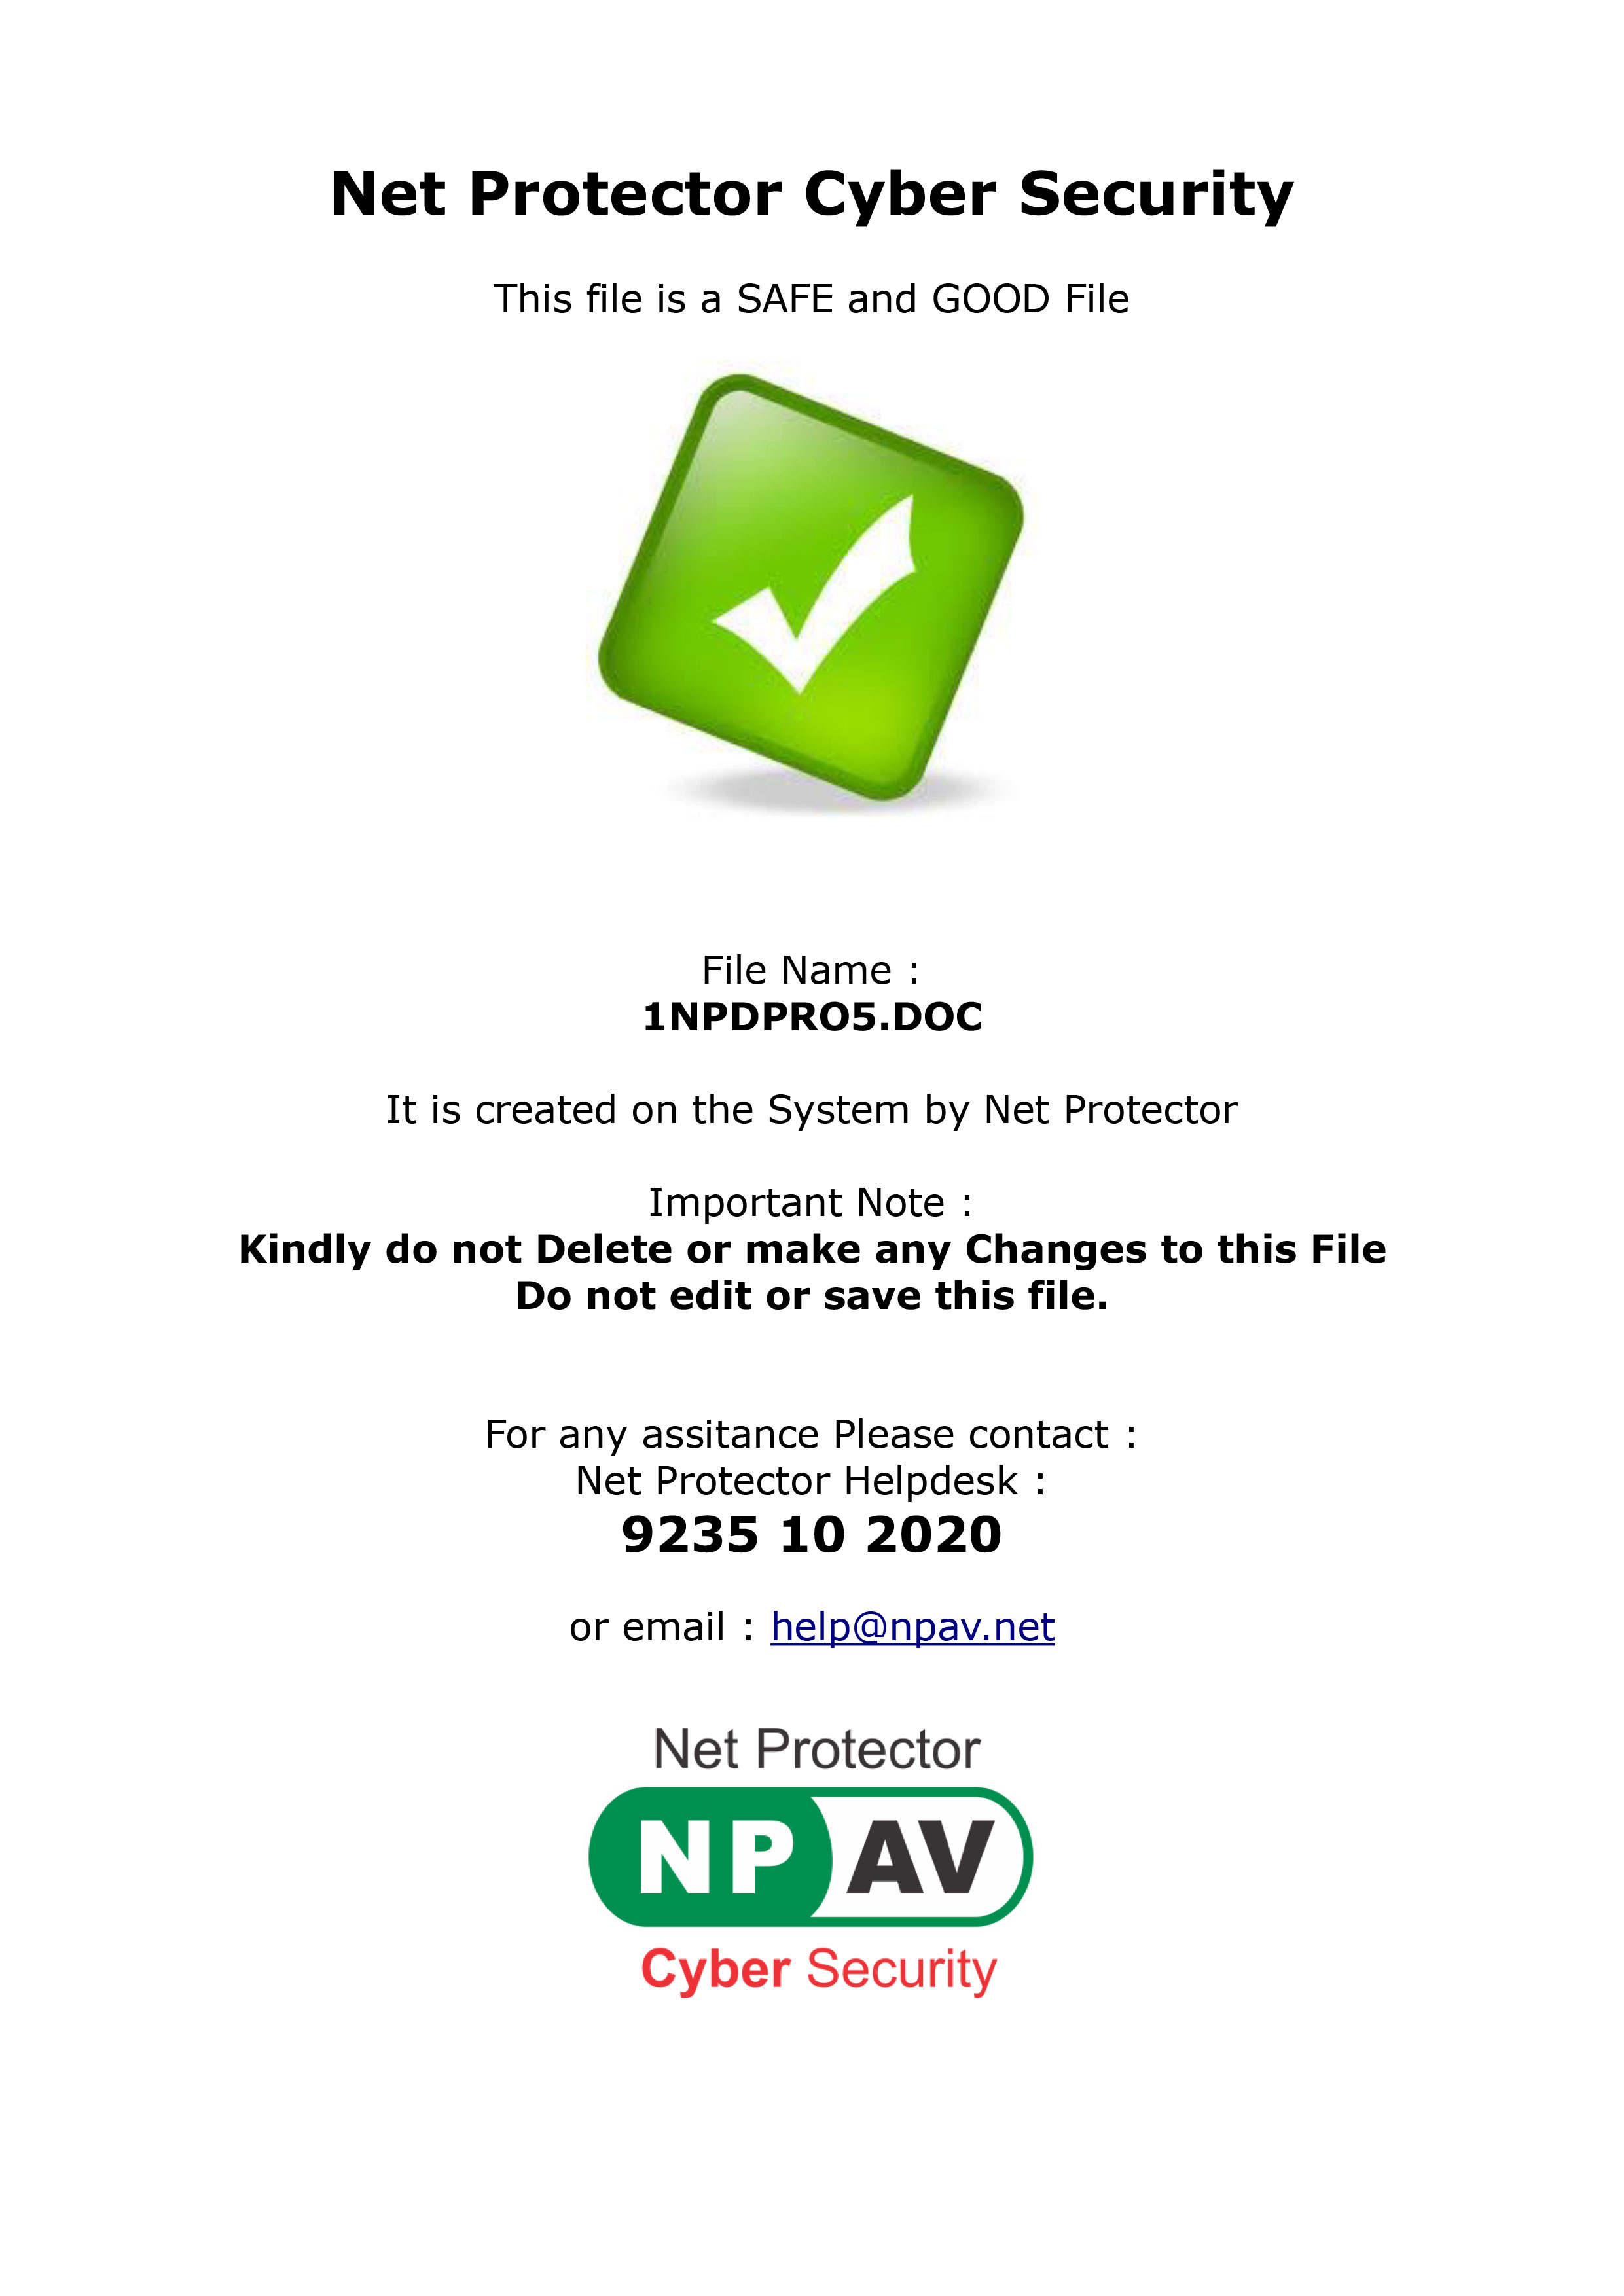 Net Protector Cyber Security
This file is a SAFE and GOOD File
File Name :
1NPDPRO5.DOC
It is created on the System by Net Protector
Important Note :
Kindly do not Delete or make any Changes to this File
Do not edit or save this file.
For any assitance Please contact :
Net Protector Helpdesk :
9235 10 2020
or email : help@npav.net
Net Protector
NP AV
Cyber Security